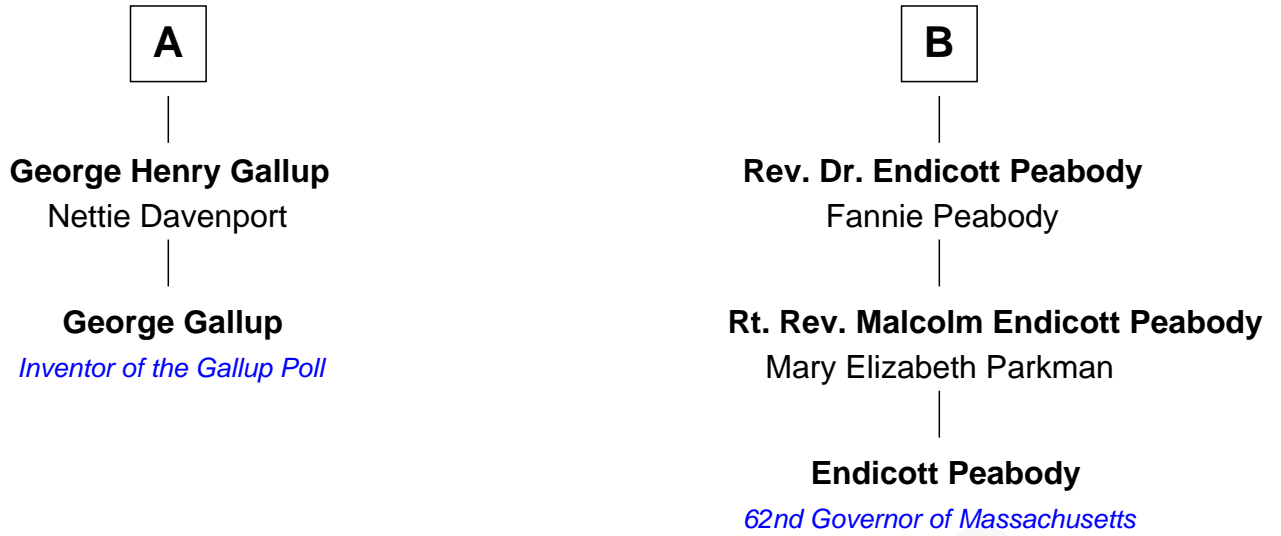 A
George Henry Gallup
Nettie Davenport
George Gallup
Inventor of the Gallup Poll
B
Rev. Dr. Endicott Peabody
Fannie Peabody
Rt. Rev. Malcolm Endicott Peabody
Mary Elizabeth Parkman
Endicott Peabody
62nd Governor of Massachusetts